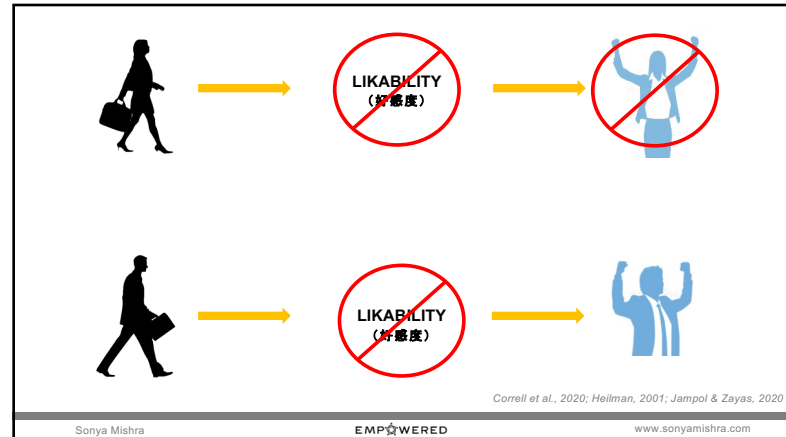 LIKABILITY
（好感度）
LIKABILITY
（好感度）
Correll et al., 2020; Heilman, 2001; Jampol & Zayas, 2020
Sonya Mishra
EMPOWERED
www.sonyamishra.com